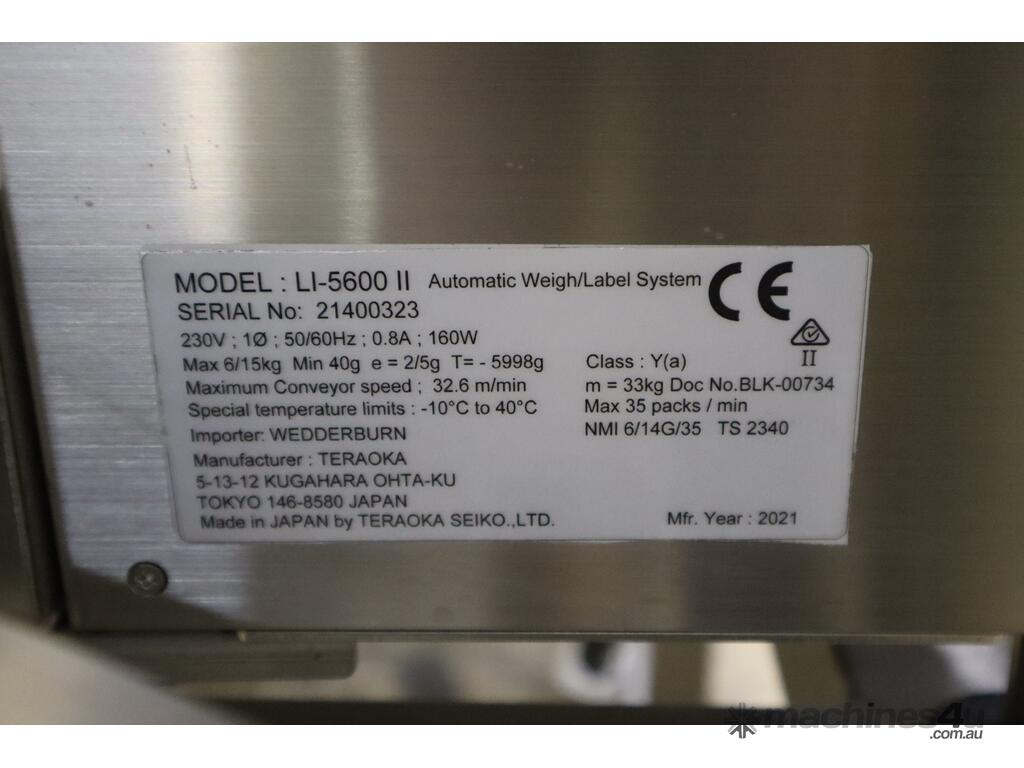 MODEL : LI-5600 II Automatic Weigh/Label System CE
SERIAL No: 21400323
230V ; 1Ø ; 50/60Hz ; 0.8A ; 160W
II
Max 6/15kg Min 40g e = 2/5g T= - 5998g Class : Y(a)
Maximum Conveyor speed ; 32.6 m/min m = 33kg Doc No.BLK-00734
Special temperature limits : -10°C to 40°C Max 35 packs / min
Importer: WEDDERBURN NMI 6/14G/35 TS 2340
Manufacturer : TERAOKA
5-13-12 KUGAHARA OHTA-KU
TOKYO 146-8580 JAPAN
Made in JAPAN by TERAOKA SEIKO.,LTD. Mfr. Year : 2021
machines4u
.com.au